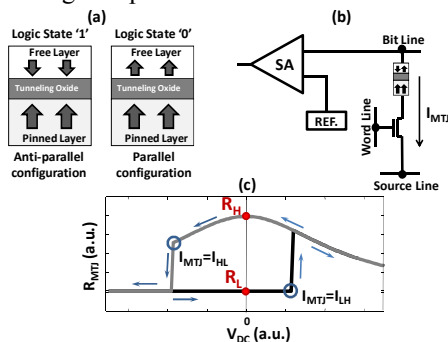 (a)
Logic State '1'
Logic State '0'
Free Layer
Free Layer
Tunneling Oxide
Tunneling Oxide
Pinned Layer
Pinned Layer
Anti-parallel
configuration
Parallel
configuration
(b)
Bit Line
SA
REF.
Word Line
I_MTJ
Source Line
(c)
R_MTJ (a.u.)
R_H
I_MTJ=I_HL
R_L
I_MTJ=I_LH
0
V_DC (a.u.)